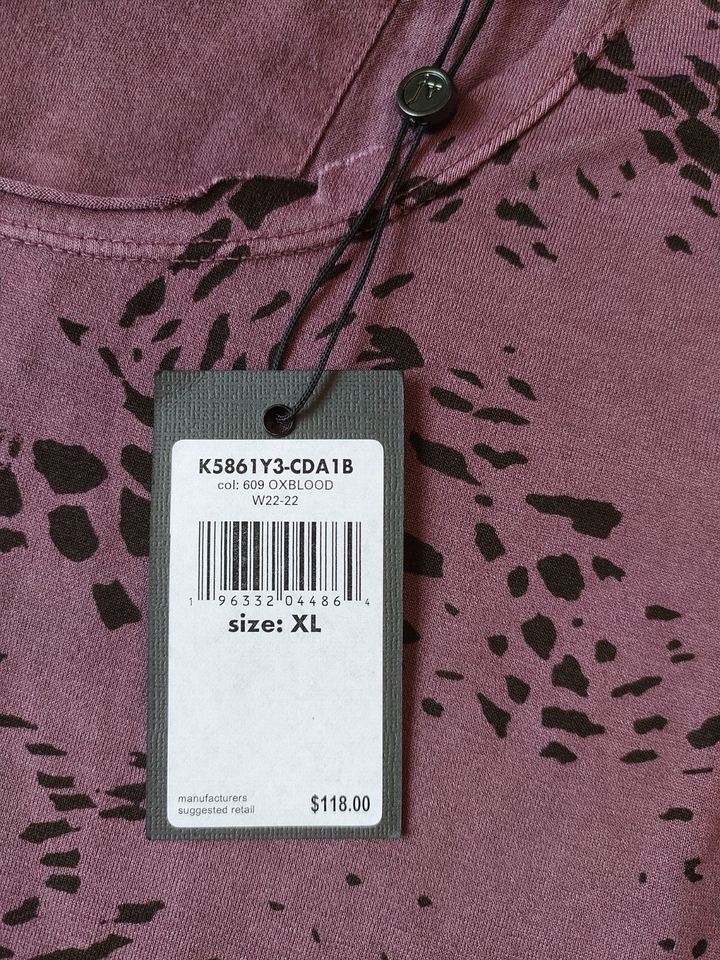 K5861Y3-CDA1B
col: 609 OXBLOOD
W22-22
1 96332 04486 4
size: XL
manufacturers
suggested retail
$118.00